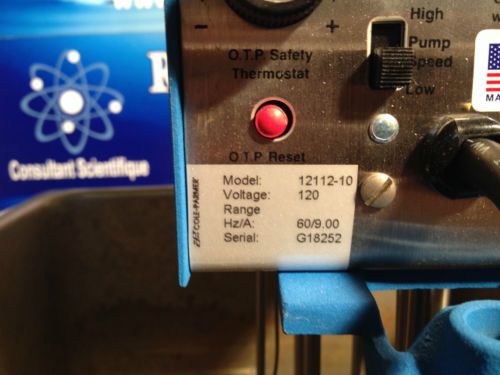 High
Pump
Speed
Low
- +
O.T.P. Safety
Thermostat
O.T.P. Reset
Consultant Scientifique
COLE-PARMER
Model: 12112-10
Voltage: 120
Range
Hz/A: 60/9.00
Serial: G18252